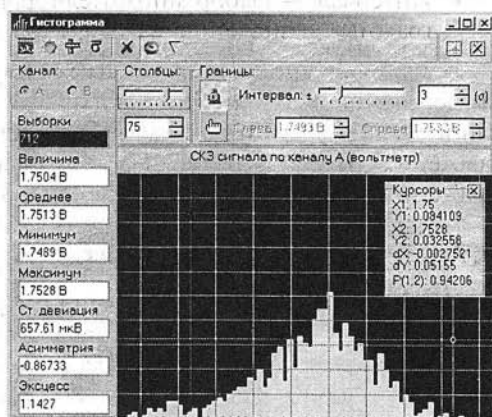 Гистограмма
Канал: Столбцы: Границы:
A B
Интервал: ± 3 (σ)
75 Слева 1.7493 В Справа 1.7532 В
Выборки
712
СКЗ сигнала по каналу А (вольтметр)
Величина
1.7504 В
Среднее
1.7513 В
Минимум
1.7489 В
Максимум
1.7528 В
Ст. девиация
657.61 мкВ
Асимметрия
-0.86733
Эксцесс
1.1427
Курсоры
X1: 1.75
Y1: 0.084109
X2: 1.7528
Y2: 0.032558
dX: -0.0027521
dY: 0.05155
P(1,2): 0.94206